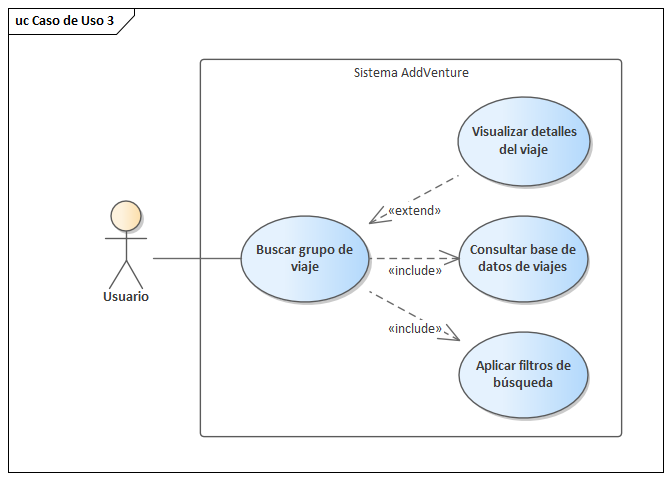 uc Caso de Uso 3
Sistema AddVenture
Visualizar detalles
del viaje
«extend»
Buscar grupo de
viaje
Consultar base de
datos de viajes
«include»
Usuario
«include»
Aplicar filtros de
búsqueda